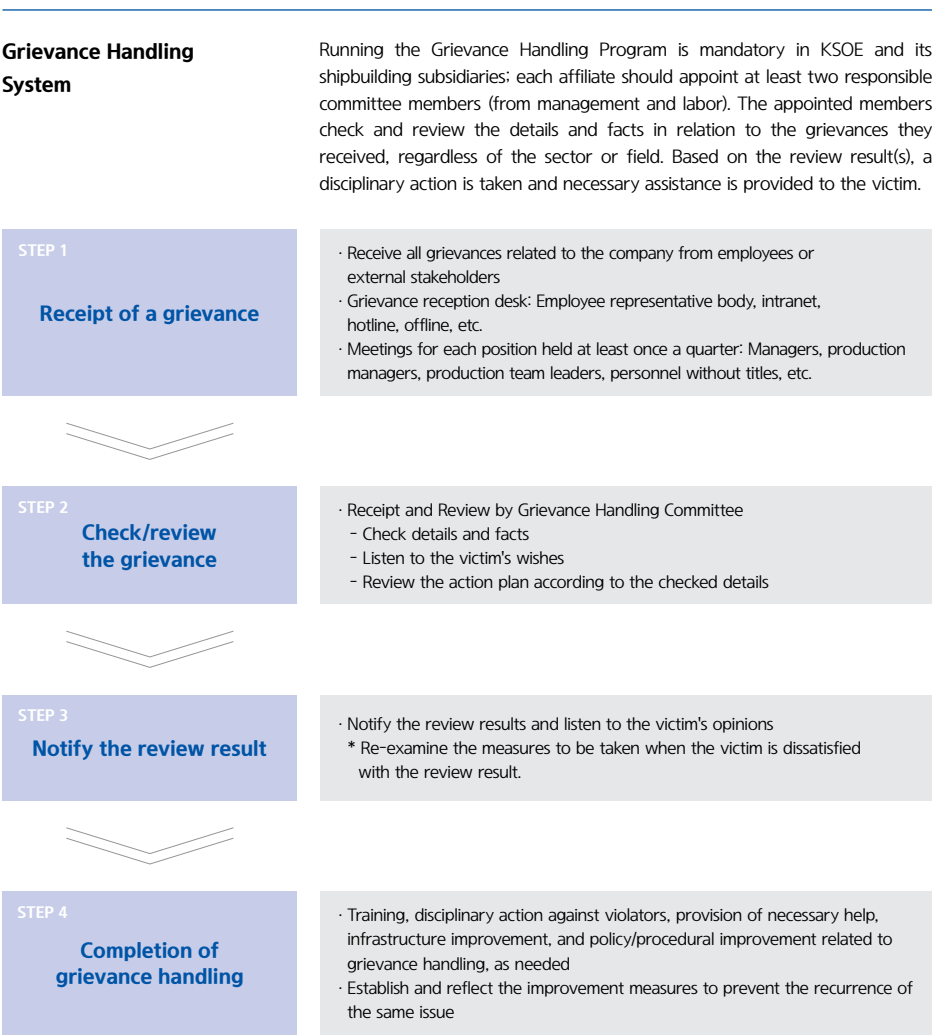 Grievance Handling
System
Running the Grievance Handling Program is mandatory in KSOE and its
shipbuilding subsidiaries; each affiliate should appoint at least two responsible
committee members (from management and labor). The appointed members
check and review the details and facts in relation to the grievances they
received, regardless of the sector or field. Based on the review result(s), a
disciplinary action is taken and necessary assistance is provided to the victim.
STEP 1
Receipt of a grievance
· Receive all grievances related to the company from employees or
external stakeholders
· Grievance reception desk: Employee representative body, intranet,
hotline, offline, etc.
· Meetings for each position held at least once a quarter: Managers, production
managers, production team leaders, personnel without titles, etc.
STEP 2
Check/review
the grievance
· Receipt and Review by Grievance Handling Committee
- Check details and facts
- Listen to the victim's wishes
- Review the action plan according to the checked details
STEP 3
Notify the review result
· Notify the review results and listen to the victim's opinions
* Re-examine the measures to be taken when the victim is dissatisfied
with the review result.
STEP 4
Completion of
grievance handling
· Training, disciplinary action against violators, provision of necessary help,
infrastructure improvement, and policy/procedural improvement related to
grievance handling, as needed
· Establish and reflect the improvement measures to prevent the recurrence of
the same issue